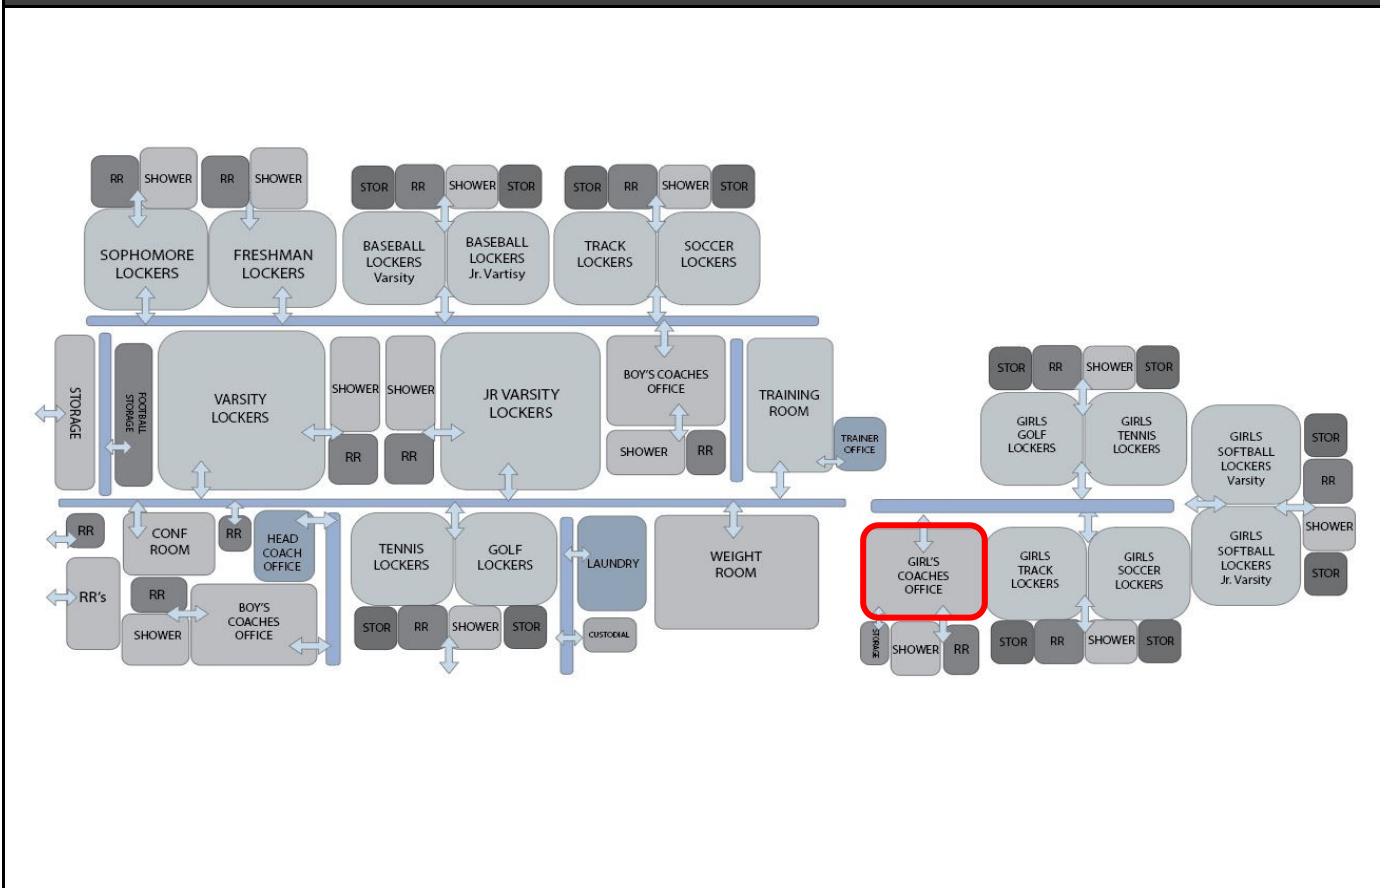 RR
SHOWER
RR
SHOWER
STOR
RR
SHOWER
STOR
STOR
RR
SHOWER
STOR
SOPHOMORE
LOCKERS
FRESHMAN
LOCKERS
BASEBALL
LOCKERS
Varsity
BASEBALL
LOCKERS
Jr. Vartisy
TRACK
LOCKERS
SOCCER
LOCKERS
STORAGE
FOOTBALL
STORAGE
VARSITY
LOCKERS
SHOWER
RR
SHOWER
RR
JR VARSITY
LOCKERS
BOY'S COACHES
OFFICE
SHOWER
RR
TRAINING
ROOM
TRAINER
OFFICE
RR
CONF
ROOM
RR
HEAD
COACH
OFFICE
RR's
RR
SHOWER
BOY'S
COACHES
OFFICE
TENNIS
LOCKERS
GOLF
LOCKERS
STOR
RR
SHOWER
STOR
LAUNDRY
CUSTODIAL
WEIGHT
ROOM
STOR
RR
SHOWER
STOR
GIRLS
GOLF
LOCKERS
GIRLS
TENNIS
LOCKERS
GIRLS
SOFTBALL
LOCKERS
Varsity
STOR
RR
SHOWER
STOR
GIRLS
SOFTBALL
LOCKERS
Jr. Varsity
GIRL'S
COACHES
OFFICE
GIRLS
TRACK
LOCKERS
GIRLS
SOCCER
LOCKERS
STORAGE
SHOWER
RR
STOR
RR
SHOWER
STOR